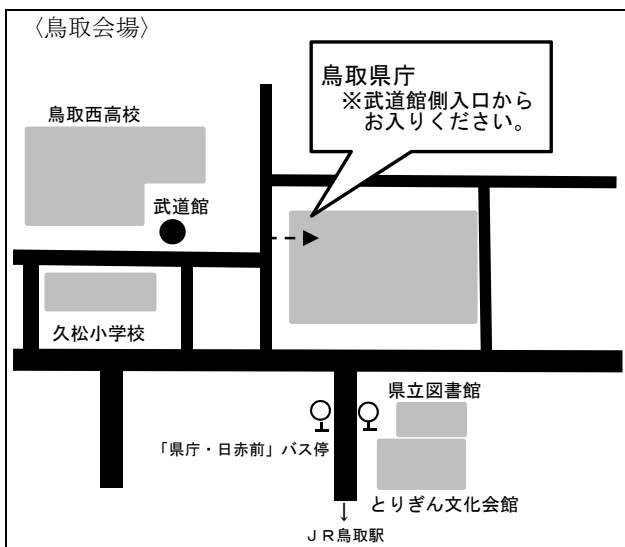 〈鳥取会場〉
鳥取県庁
※武道館側入口から
お入りください。
鳥取西高校
武道館
久松小学校
県立図書館
「県庁・日赤前」バス停
とりぎん文化会館
↓
ＪＲ鳥取駅